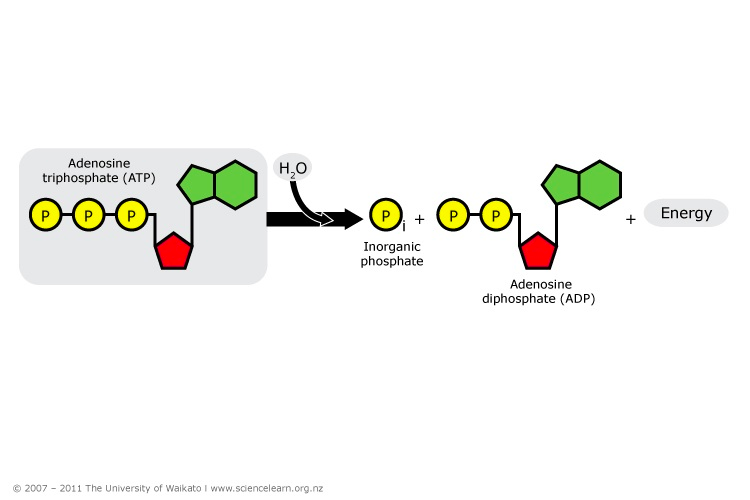 Adenosine
triphosphate (ATP)
P P P
H₂O
P i +
Inorganic
phosphate
P P
Adenosine
diphosphate (ADP)
+ Energy
© 2007 – 2011 The University of Waikato I www.sciencelearn.org.nz